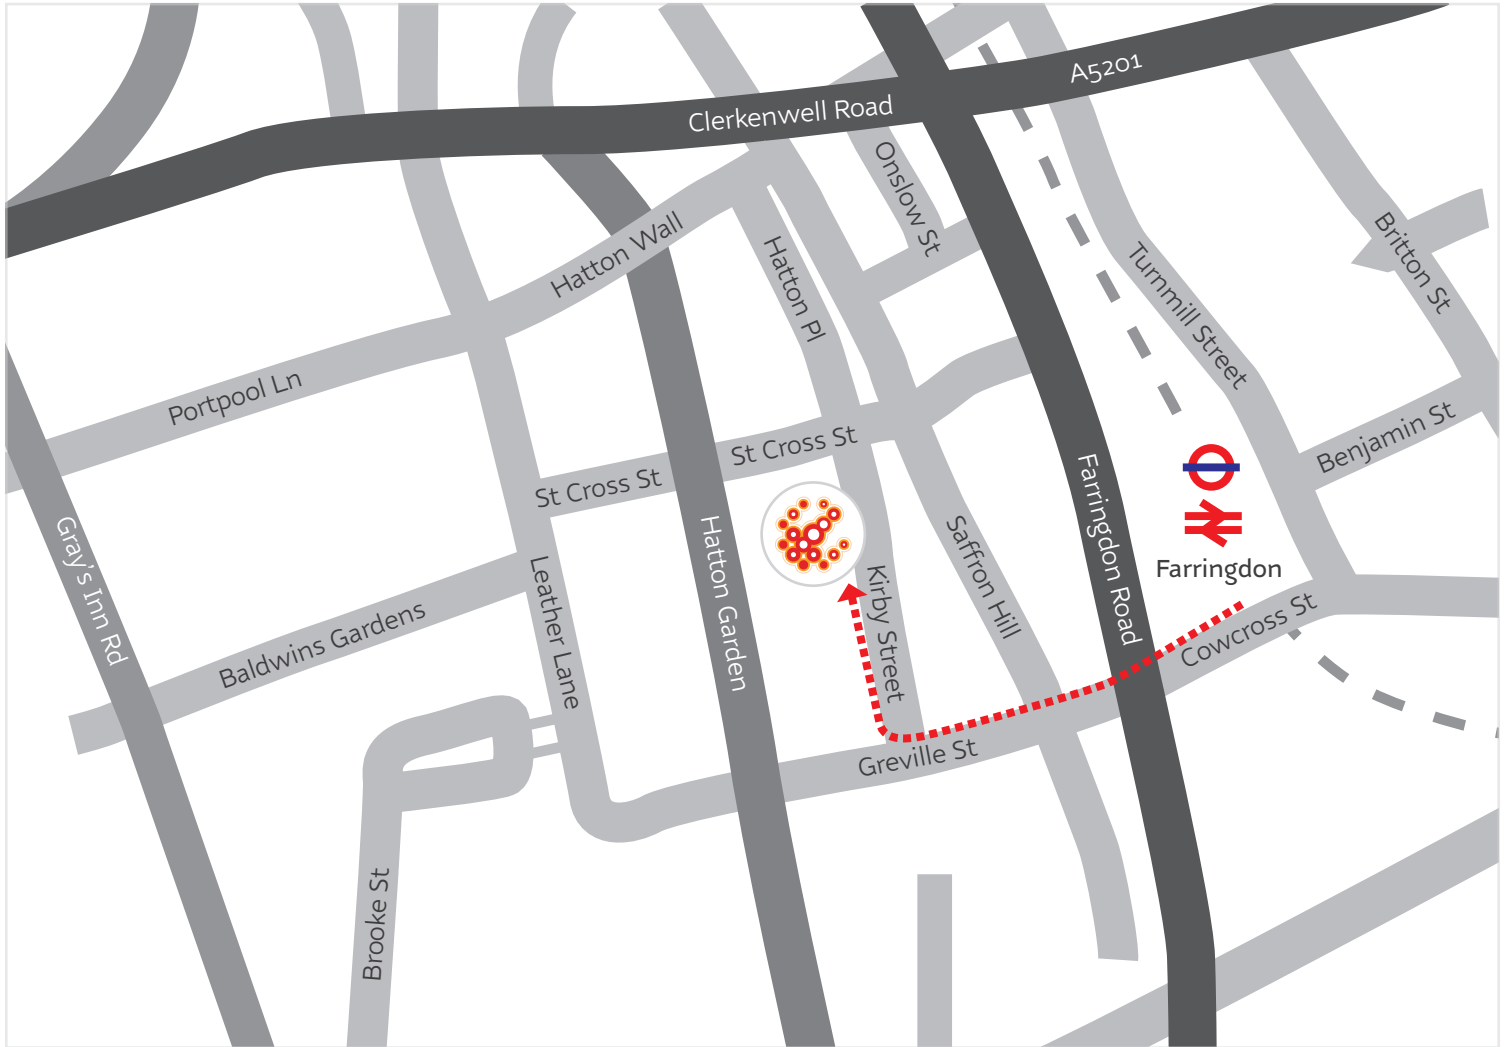 A5201
Clerkenwell Road
Onslow St
Hatton Wall
Hatton Pl
Turnmill Street
Britton St
Portpool Ln
St Cross St
St Cross St
Benjamin St
Gray's Inn Rd
Hatton Garden
Farringdon Road
Saffron Hill
Farringdon
Leather Lane
Kirby Street
Baldwins Gardens
Cowcross St
Greville St
Brooke St